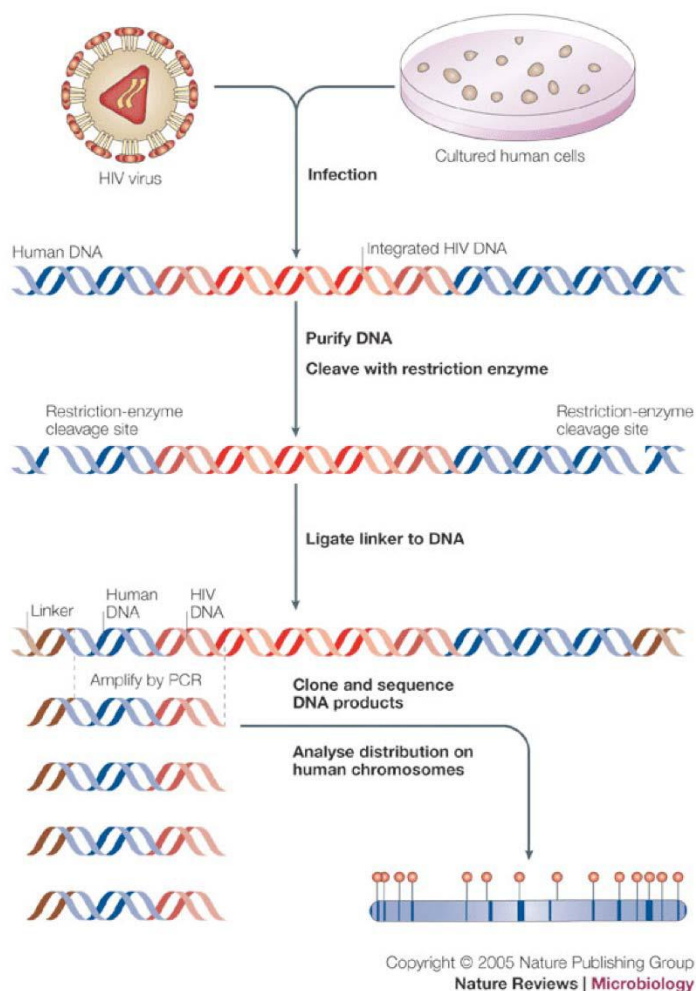 HIV virus
Cultured human cells
Infection
Human DNA
Integrated HIV DNA
Purify DNA
Cleave with restriction enzyme
Restriction-enzyme
cleavage site
Restriction-enzyme
cleavage site
Ligate linker to DNA
Linker
Human
DNA
HIV
DNA
Amplify by PCR
Clone and sequence
DNA products
Analyse distribution on
human chromosomes
Copyright © 2005 Nature Publishing Group
Nature Reviews | Microbiology